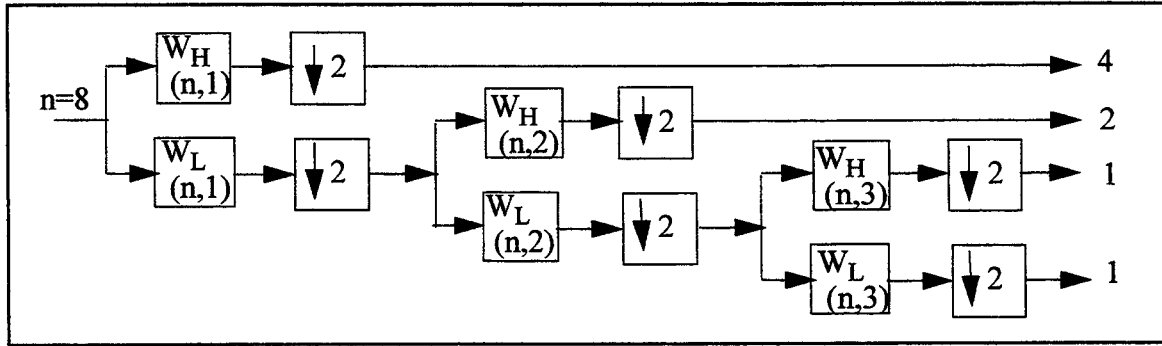 W_H (n,1)
↓ 2
4
n=8
W_H (n,2)
↓ 2
2
W_L (n,1)
↓ 2
W_H (n,3)
↓ 2
1
W_L (n,2)
↓ 2
W_L (n,3)
↓ 2
1